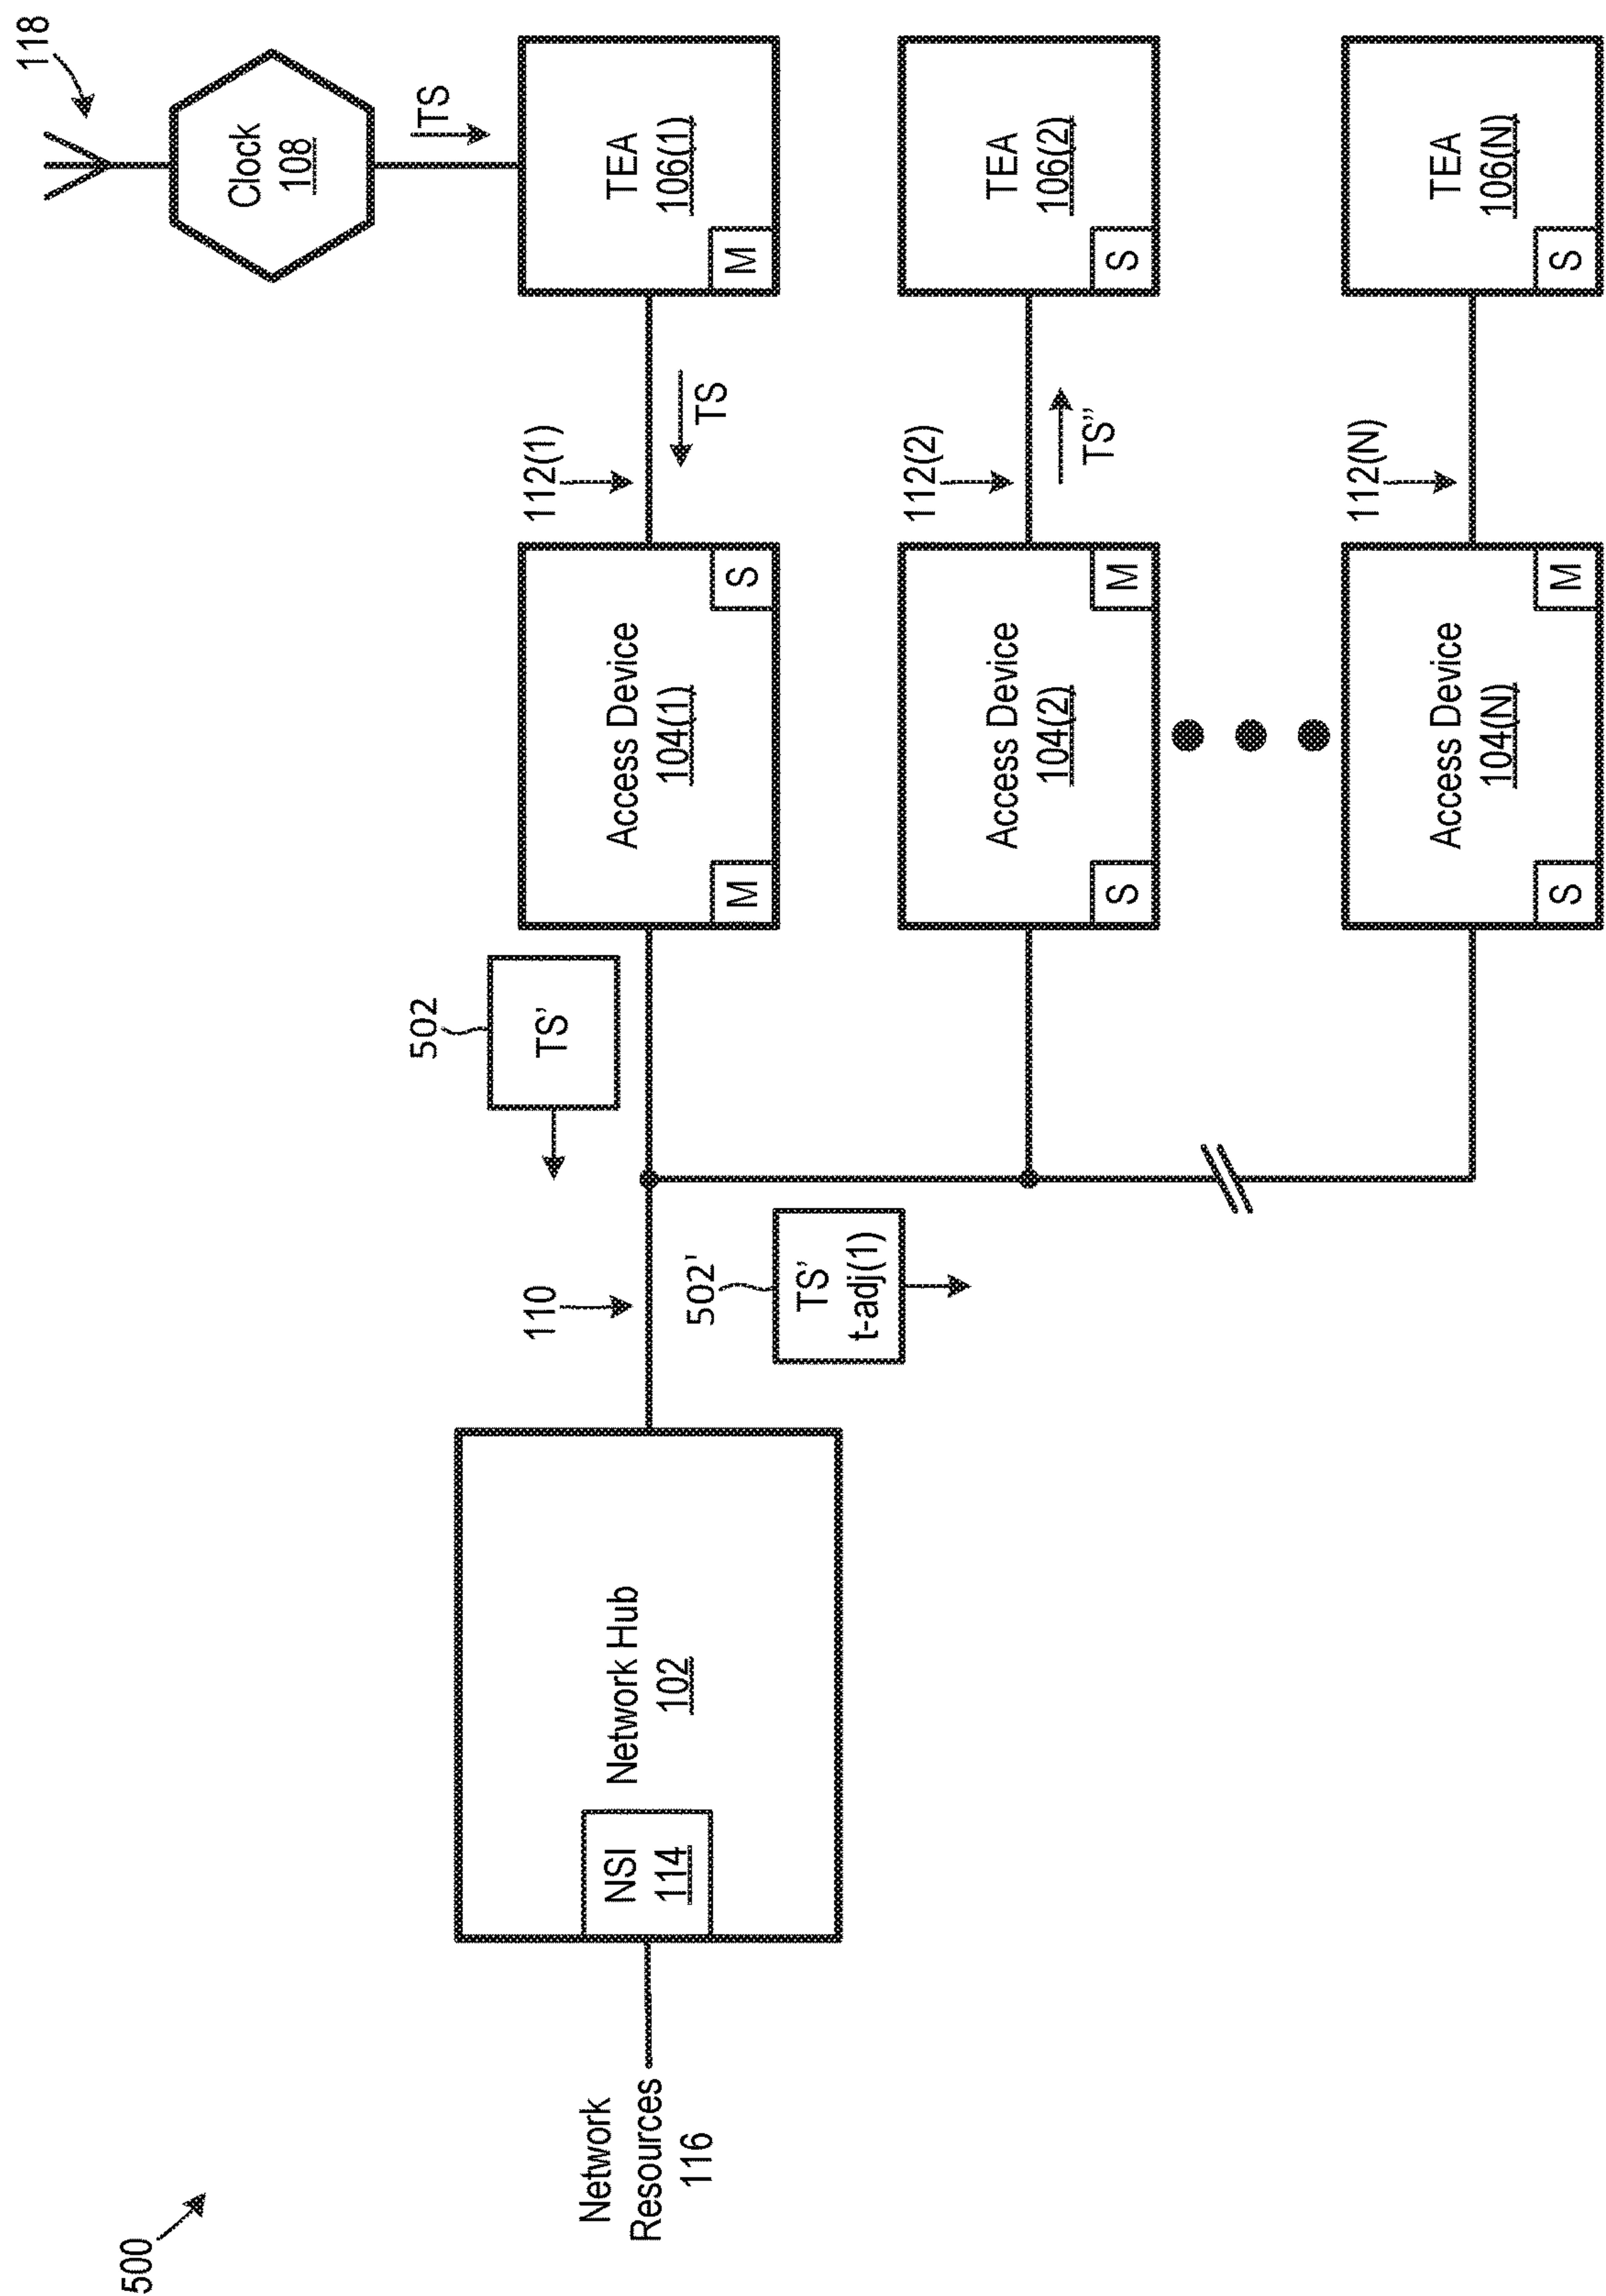 500
Network
Resources
116
NSI
114
Network Hub
102
110
502
TS'
502'
TS'
t-adj(1)
Access Device
104(1)
M
S
112(1)
TS
TEA
106(1)
M
TS
Clock
108
118
Access Device
104(2)
S
M
112(2)
TS''
TEA
106(2)
S
Access Device
104(N)
S
M
112(N)
TEA
106(N)
S